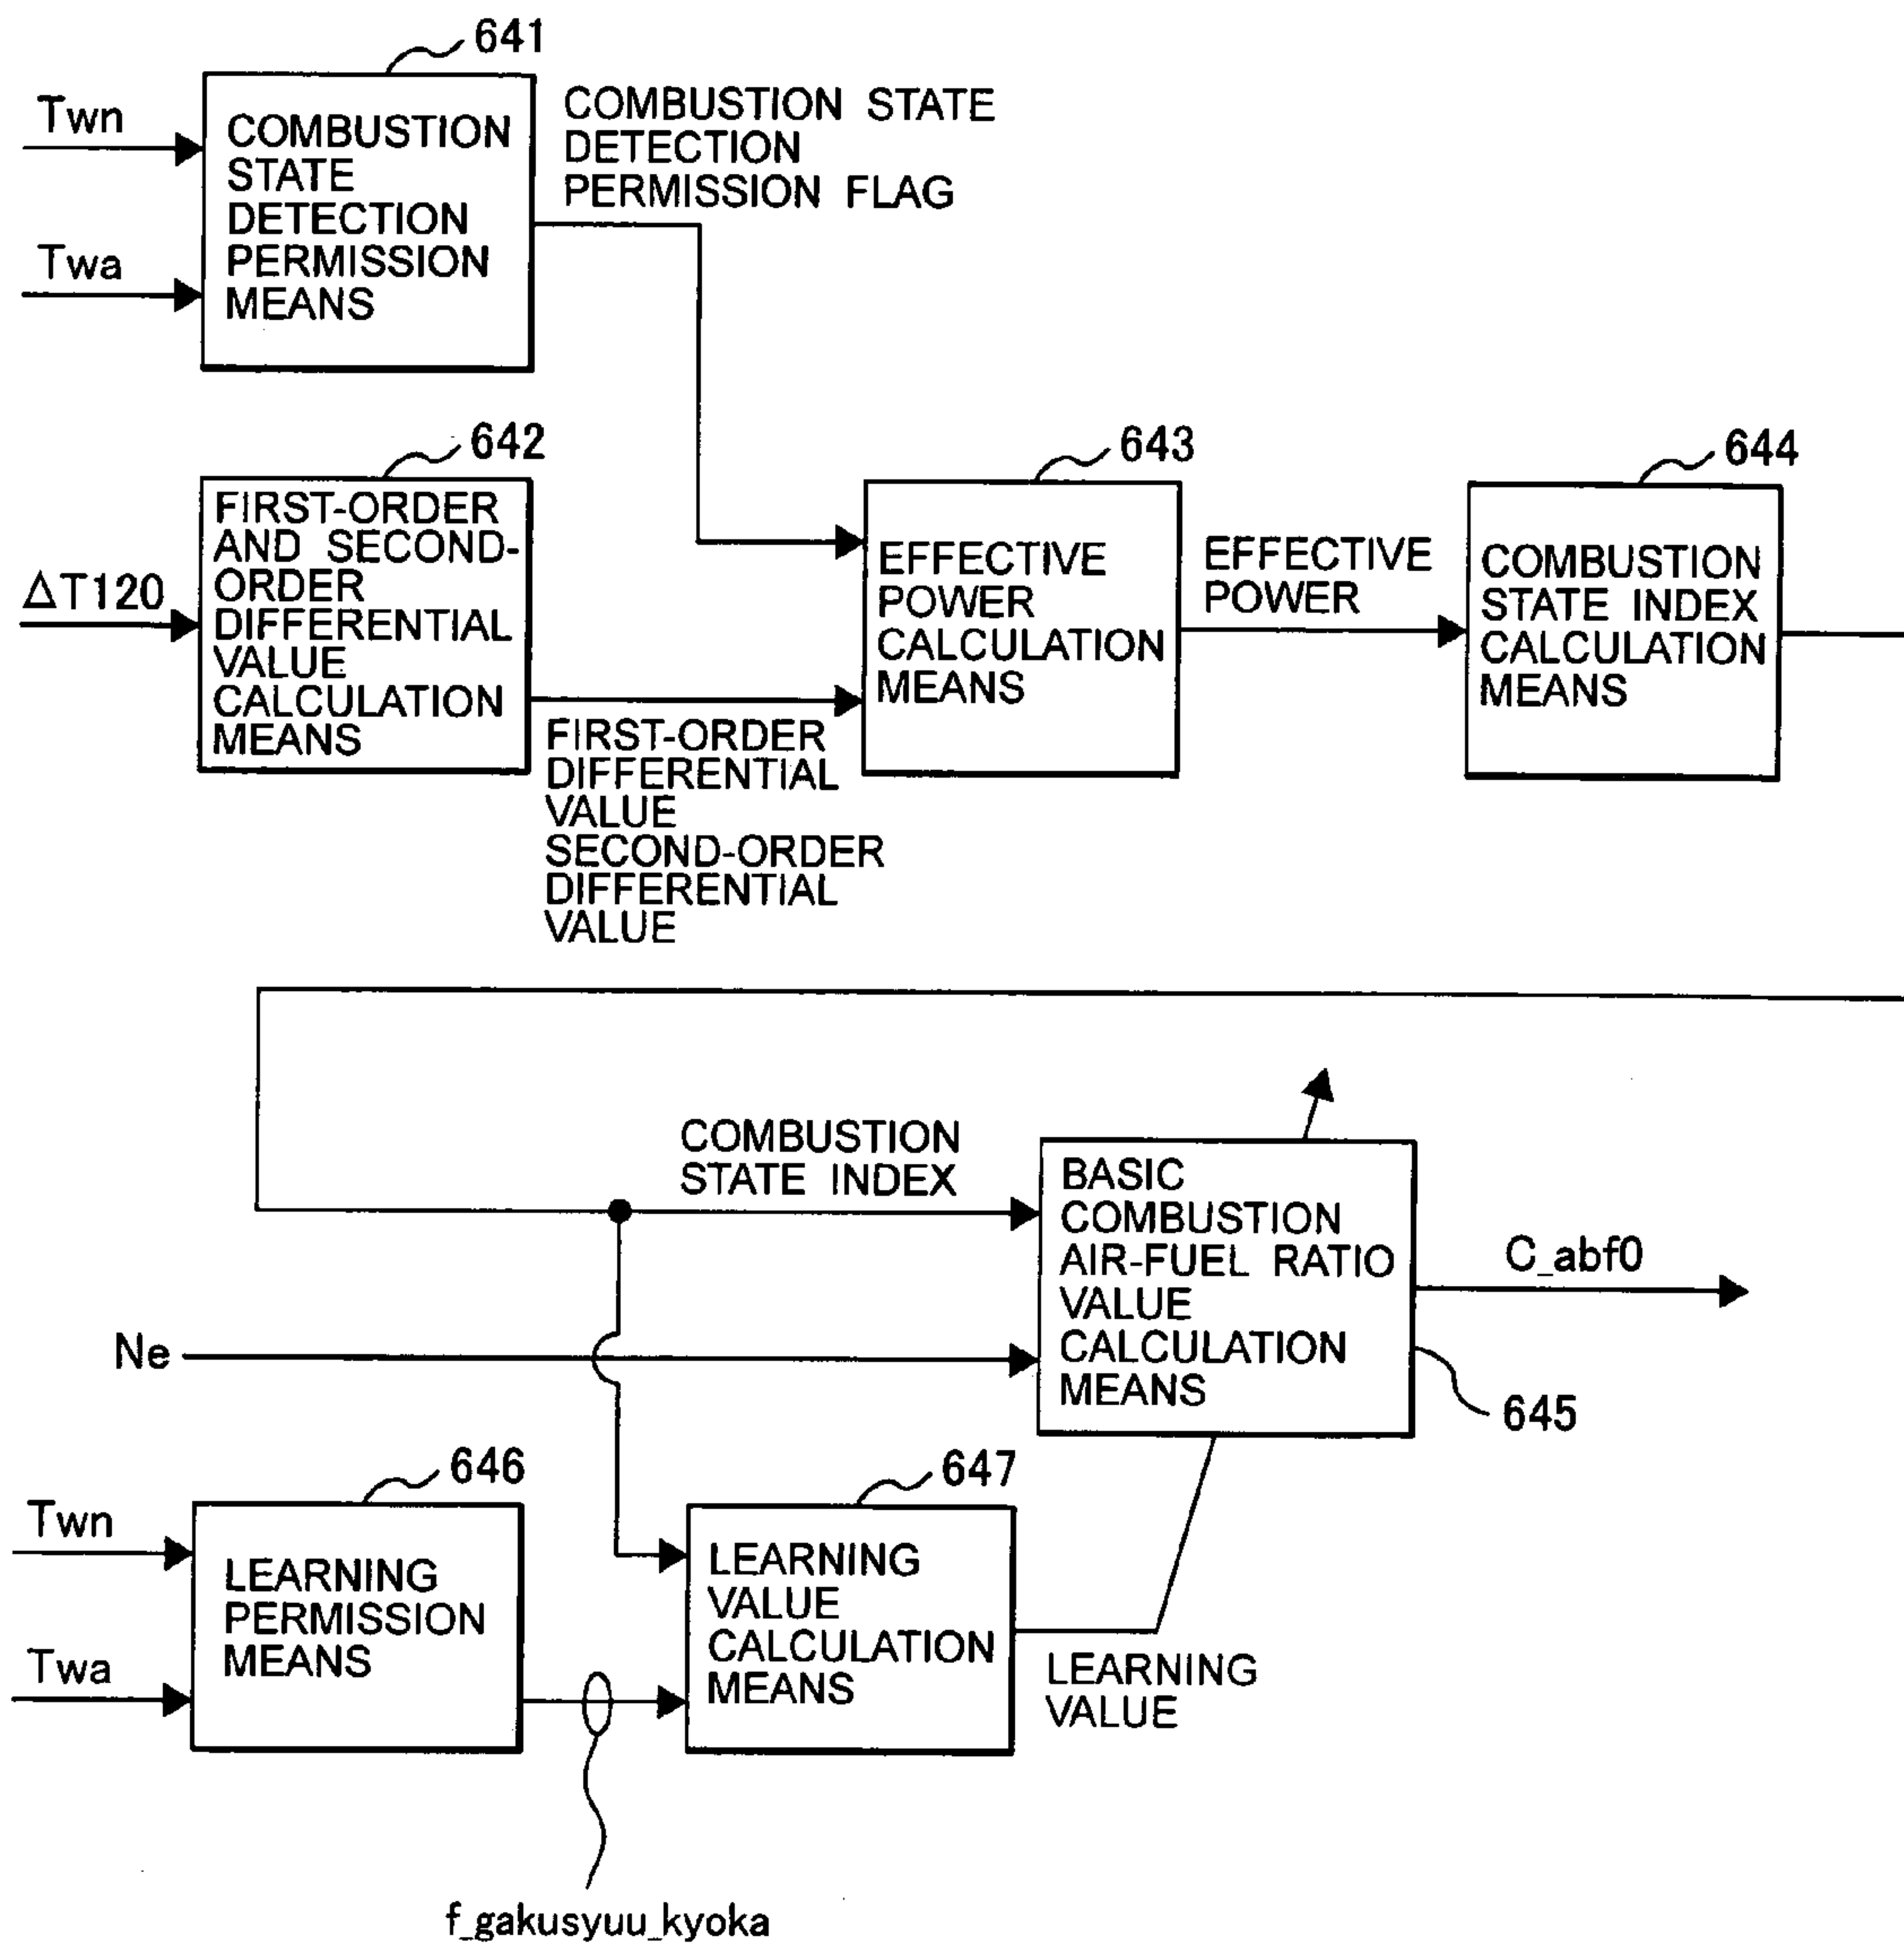 641
Twn
Twa
COMBUSTION
STATE
DETECTION
PERMISSION
MEANS
COMBUSTION STATE
DETECTION
PERMISSION FLAG
642
△T120
FIRST-ORDER
AND SECOND-
ORDER
DIFFERENTIAL
VALUE
CALCULATION
MEANS
FIRST-ORDER
DIFFERENTIAL
VALUE
SECOND-ORDER
DIFFERENTIAL
VALUE
643
EFFECTIVE
POWER
CALCULATION
MEANS
EFFECTIVE
POWER
644
COMBUSTION
STATE INDEX
CALCULATION
MEANS
COMBUSTION
STATE INDEX
Ne
BASIC
COMBUSTION
AIR-FUEL RATIO
VALUE
CALCULATION
MEANS
C_abf0
645
646
Twn
Twa
LEARNING
PERMISSION
MEANS
647
LEARNING
VALUE
CALCULATION
MEANS
LEARNING
VALUE
f_gakusyuu_kyoka